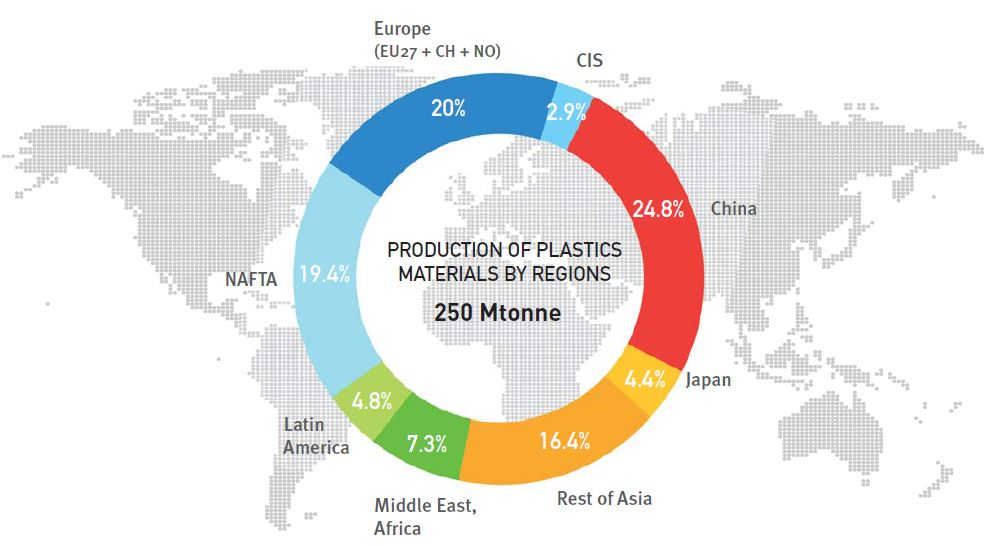 Europe
(EU27 + CH + NO)
CIS
20%
2.9%
24.8%
China
PRODUCTION OF PLASTICS
MATERIALS BY REGIONS
250 Mtonne
NAFTA
19.4%
4.4%
Japan
4.8%
Latin
America
7.3%
16.4%
Middle East,
Africa
Rest of Asia